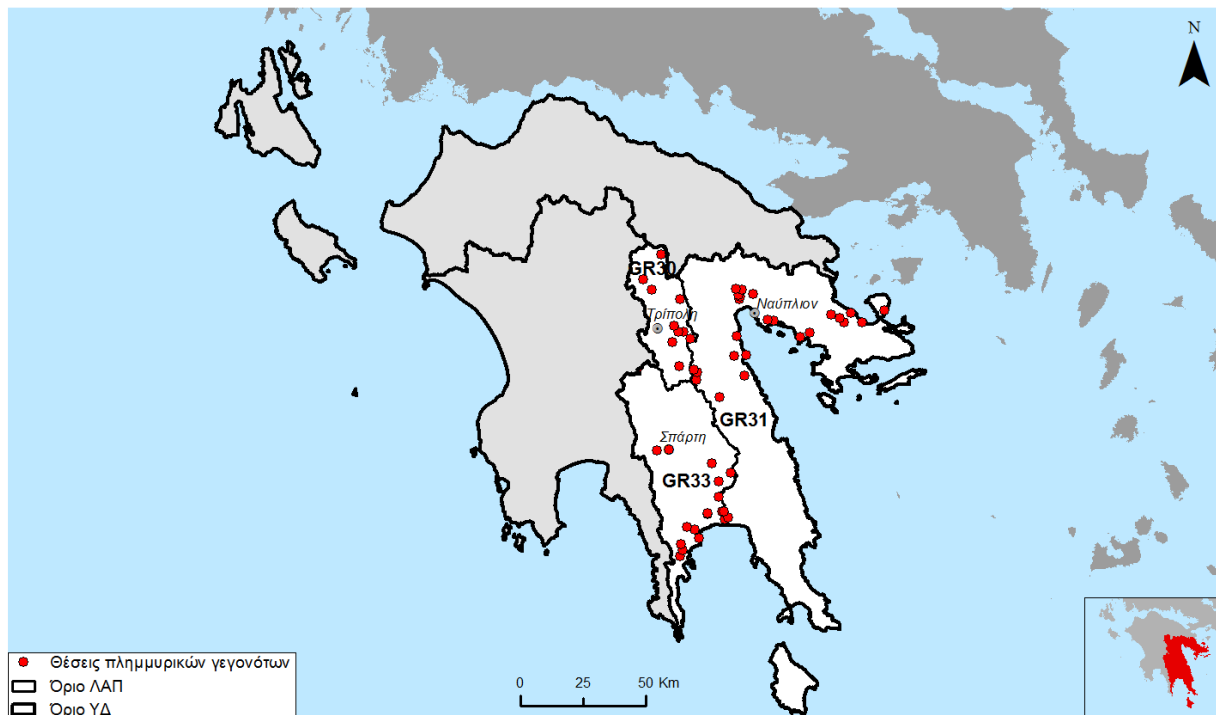 N
GR30
Ναύπλιον
Τρίπολη
GR31
Σπάρτη
GR33
Θέσεις πλημμυρικών γεγονότων
Όριο ΛΑΠ
Όριο ΥΔ
0 25 50 Km